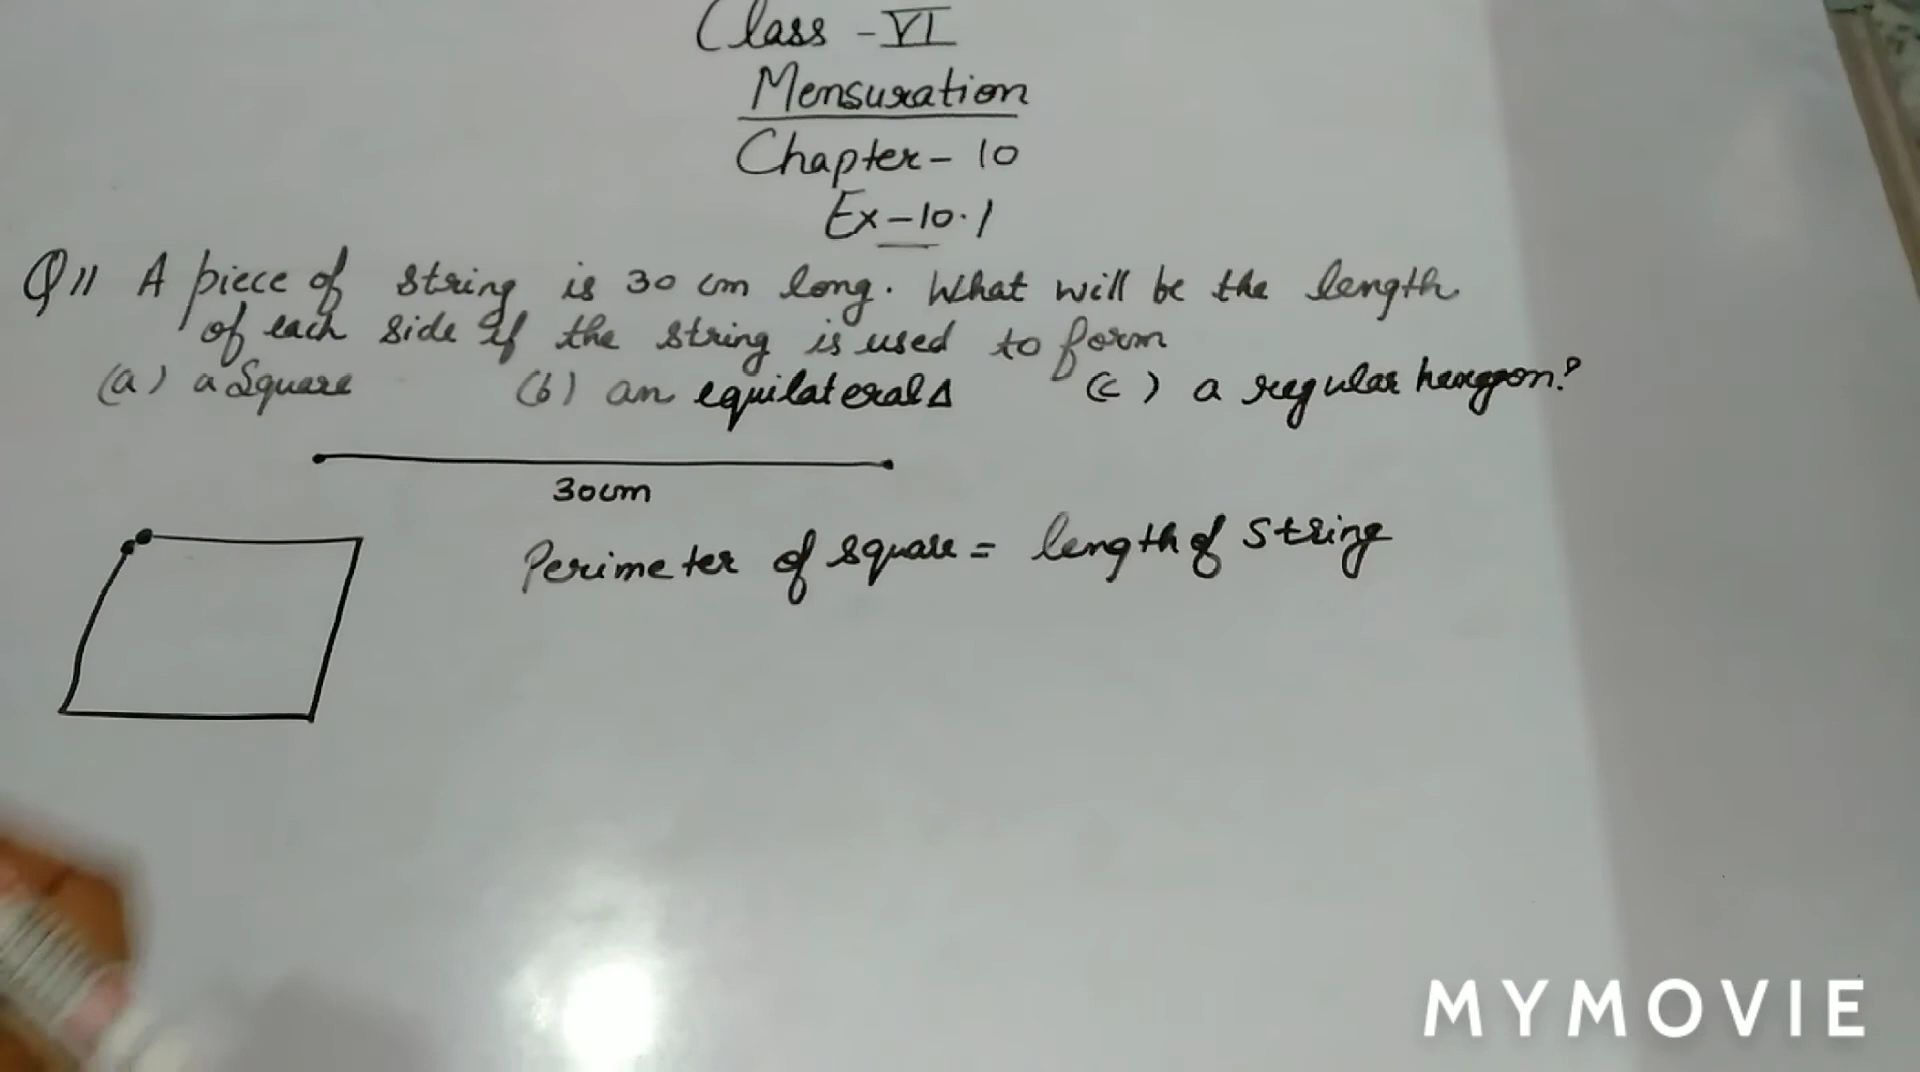 Class - VI
Mensuration
Chapter - 10
Ex - 10.1
Q11 A piece of string is 30 cm long. What will be the length
of each side if the string is used to form
(a) a Square (b) an equilateral Δ (c) a regular hexagon?
30cm
Perimeter of square = length of string
MYMOVIE